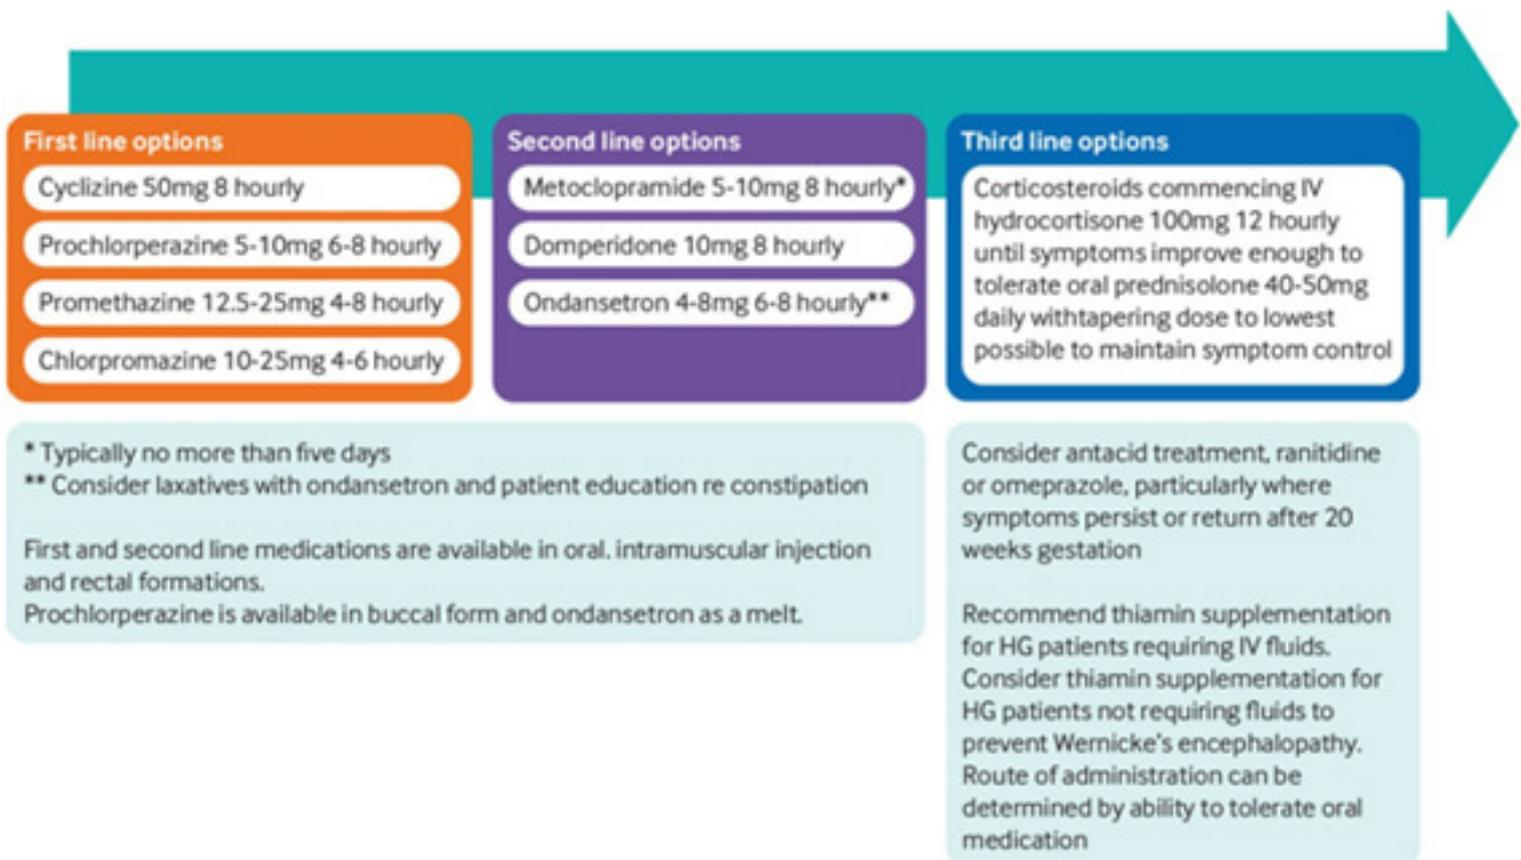 First line options
Cyclizine 50mg 8 hourly
Prochlorperazine 5-10mg 6-8 hourly
Promethazine 12.5-25mg 4-8 hourly
Chlorpromazine 10-25mg 4-6 hourly
Second line options
Metoclopramide 5-10mg 8 hourly*
Domperidone 10mg 8 hourly
Ondansetron 4-8mg 6-8 hourly**
Third line options
Corticosteroids commencing IV
hydrocortisone 100mg 12 hourly
until symptoms improve enough to
tolerate oral prednisolone 40-50mg
daily withtapering dose to lowest
possible to maintain symptom control
* Typically no more than five days
** Consider laxatives with ondansetron and patient education re constipation
First and second line medications are available in oral. intramuscular injection
and rectal formations.
Prochlorperazine is available in buccal form and ondansetron as a melt.
Consider antacid treatment, ranitidine
or omeprazole, particularly where
symptoms persist or return after 20
weeks gestation
Recommend thiamin supplementation
for HG patients requiring IV fluids.
Consider thiamin supplementation for
HG patients not requiring fluids to
prevent Wernicke's encephalopathy.
Route of administration can be
determined by ability to tolerate oral
medication